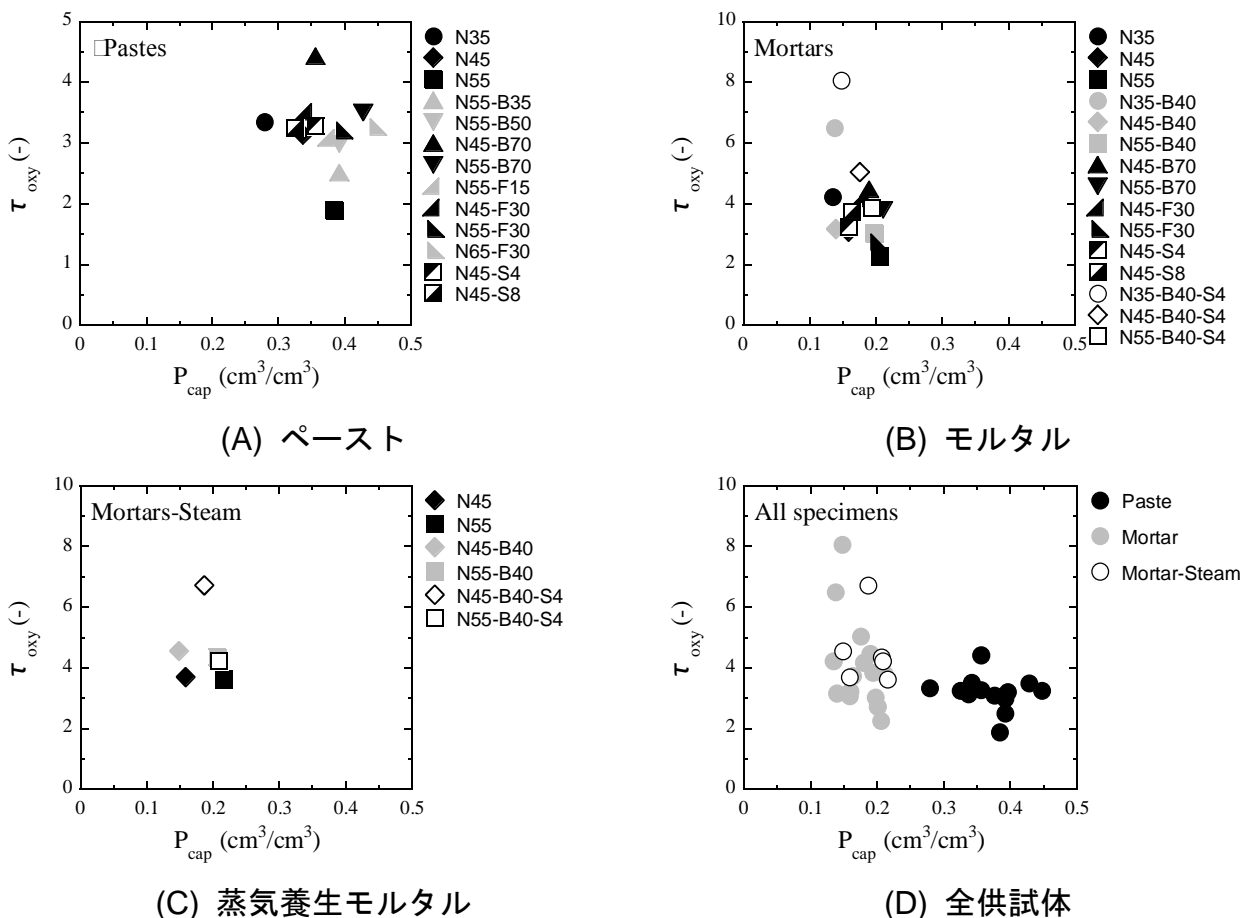 5
4
3
2
1
0
τ oxy (-)
□Pastes
0 0.1 0.2 0.3 0.4 0.5
P cap (cm³/cm³)
N35
N45
N55
N55-B35
N55-B50
N45-B70
N55-B70
N55-F15
N45-F30
N55-F30
N65-F30
N45-S4
N45-S8
(A) ペースト
10
8
6
4
2
0
τ oxy (-)
Mortars
0 0.1 0.2 0.3 0.4 0.5
P cap (cm³/cm³)
N35
N45
N55
N35-B40
N45-B40
N55-B40
N45-B70
N55-B70
N45-F30
N55-F30
N45-S4
N45-S8
N35-B40-S4
N45-B40-S4
N55-B40-S4
(B) モルタル
10
8
6
4
2
0
τ oxy (-)
Mortars-Steam
0 0.1 0.2 0.3 0.4 0.5
P cap (cm³/cm³)
N45
N55
N45-B40
N55-B40
N45-B40-S4
N55-B40-S4
(C) 蒸気養生モルタル
10
8
6
4
2
0
τ oxy (-)
All specimens
0 0.1 0.2 0.3 0.4 0.5
P cap (cm³/cm³)
Paste
Mortar
Mortar-Steam
(D) 全供試体